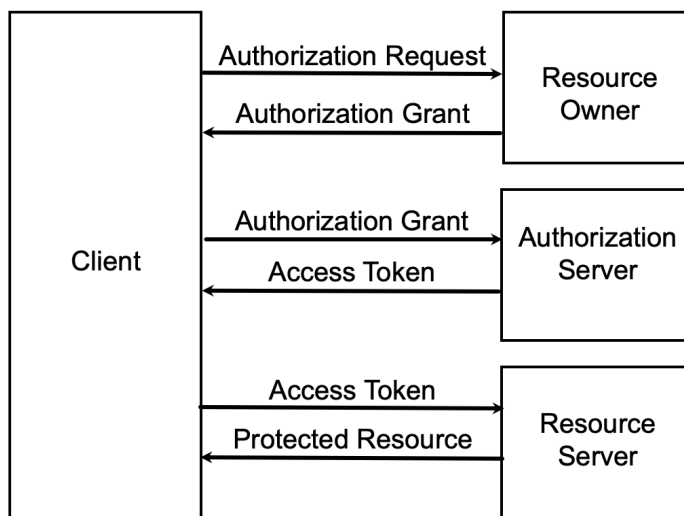 Authorization Request
Resource
Owner
Authorization Grant
Authorization Grant
Authorization
Server
Client
Access Token
Access Token
Resource
Server
Protected Resource